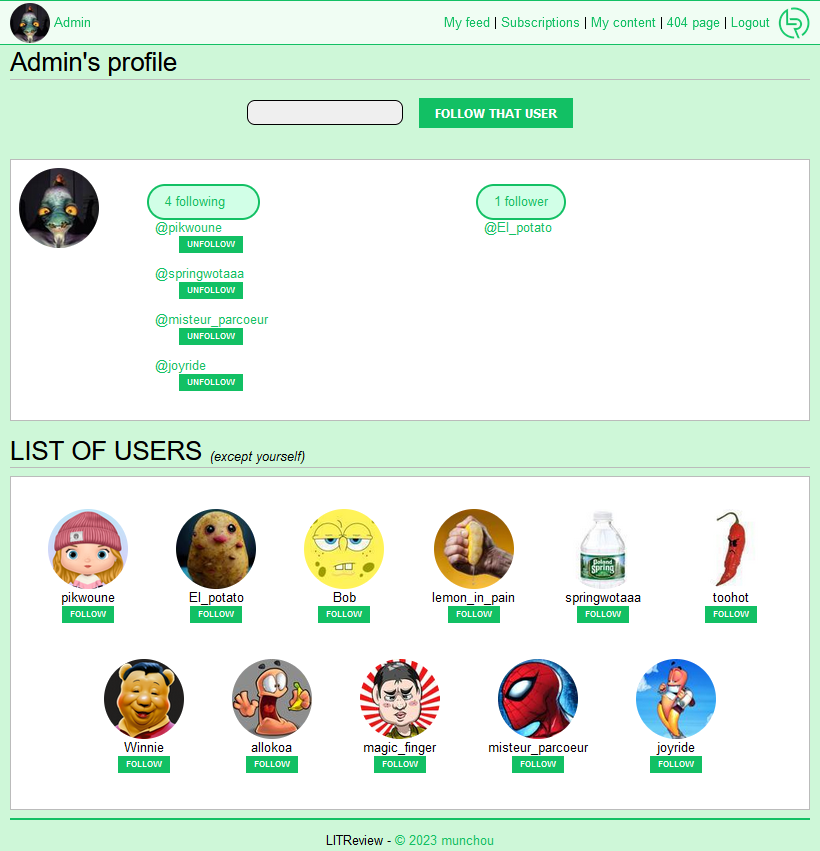 Admin
My feed | Subscriptions | My content | 404 page | Logout
Admin's profile
FOLLOW THAT USER
4 following
1 follower
@pikwoune
@El_potato
UNFOLLOW
@springwotaaa
UNFOLLOW
@misteur_parcoeur
UNFOLLOW
@joyride
UNFOLLOW
LIST OF USERS (except yourself)
Poland
Spring
pikwoune El_potato Bob lemon_in_pain springwotaaa toohot
FOLLOW FOLLOW FOLLOW FOLLOW FOLLOW FOLLOW
Winnie allokoa magic_finger misteur_parcoeur joyride
FOLLOW FOLLOW FOLLOW FOLLOW FOLLOW
LITReview - © 2023 munchou